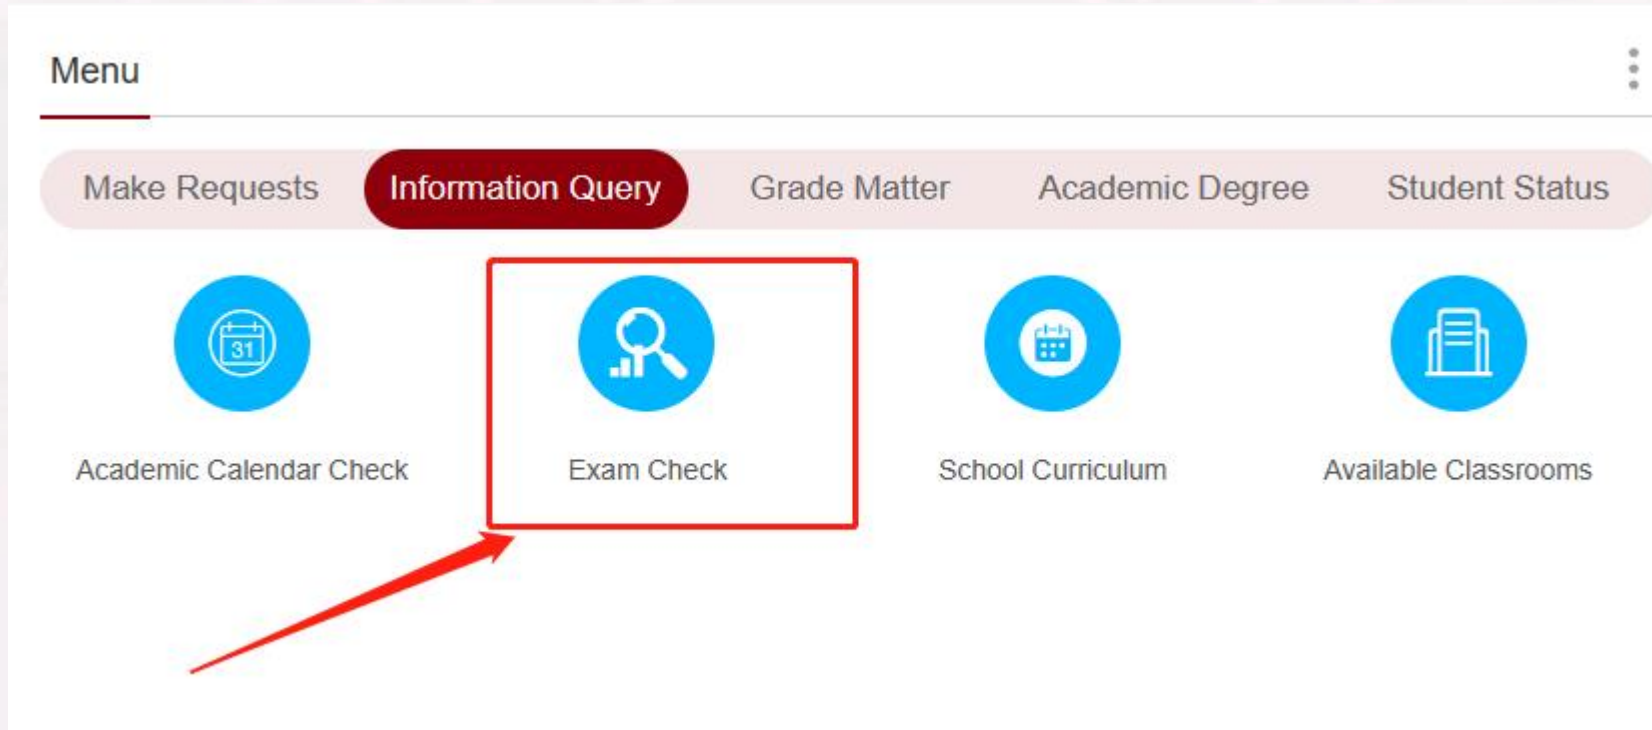 Menu
Make Requests Information Query Grade Matter Academic Degree Student Status
31
Academic Calendar Check Exam Check School Curriculum Available Classrooms